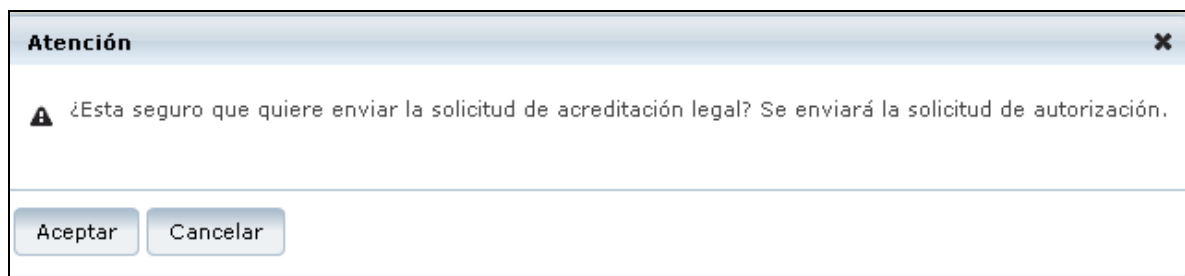 Atención
¿Esta seguro que quiere enviar la solicitud de acreditación legal? Se enviará la solicitud de autorización.
Aceptar Cancelar